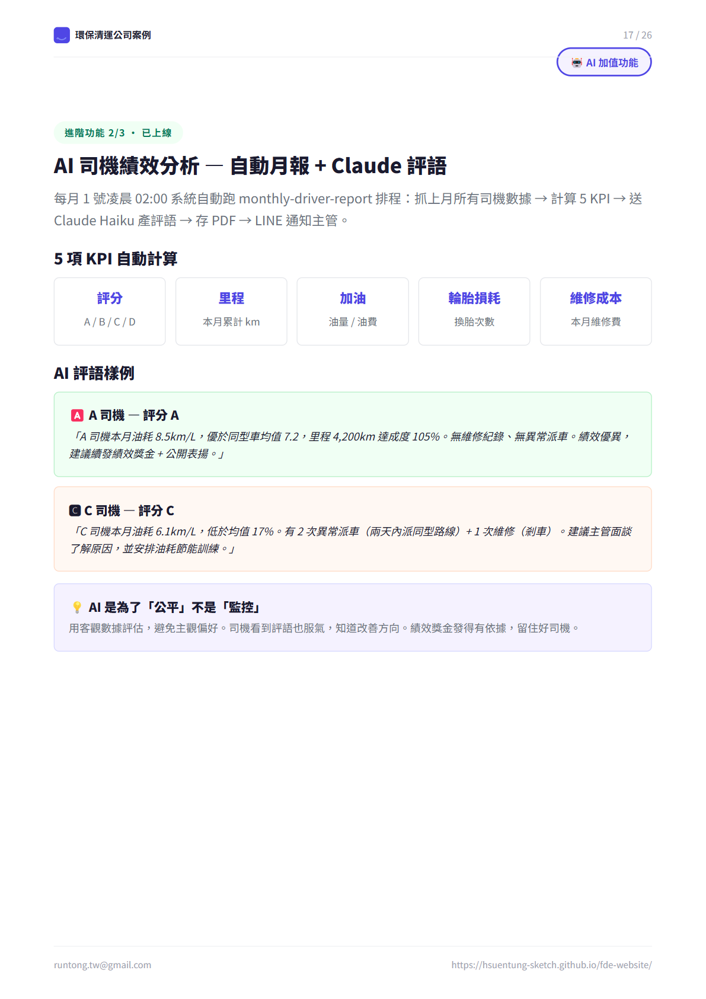 環保清運公司案例
17 / 26
🤖 AI 加值功能
進階功能 2/3 · 已上線
AI 司機績效分析 — 自動月報 + Claude 評語
每月 1 號凌晨 02:00 系統自動跑 monthly-driver-report 排程：抓上月所有司機數據 → 計算 5 KPI → 送
Claude Haiku 產評語 → 存 PDF → LINE 通知主管。
5 項 KPI 自動計算
評分
A / B / C / D
里程
本月累計 km
加油
油量 / 油費
輪胎損耗
換胎次數
維修成本
本月維修費
AI 評語樣例
🅰 A 司機 — 評分 A
「A 司機本月油耗 8.5km/L，優於同型車均值 7.2，里程 4,200km 達成度 105%。無維修紀錄、無異常派車。績效優異，
建議續發績效獎金 + 公開表揚。」
🅲 C 司機 — 評分 C
「C 司機本月油耗 6.1km/L，低於均值 17%。有 2 次異常派車（兩天內派同型路線）+ 1 次維修（剎車）。建議主管面談
了解原因，並安排油耗節能訓練。」
💡 AI 是為了「公平」不是「監控」
用客觀數據評估，避免主觀偏好。司機看到評語也服氣，知道改善方向。績效獎金發得有依據，留住好司機。
runtong.tw@gmail.com
https://hsuentung-sketch.github.io/fde-website/